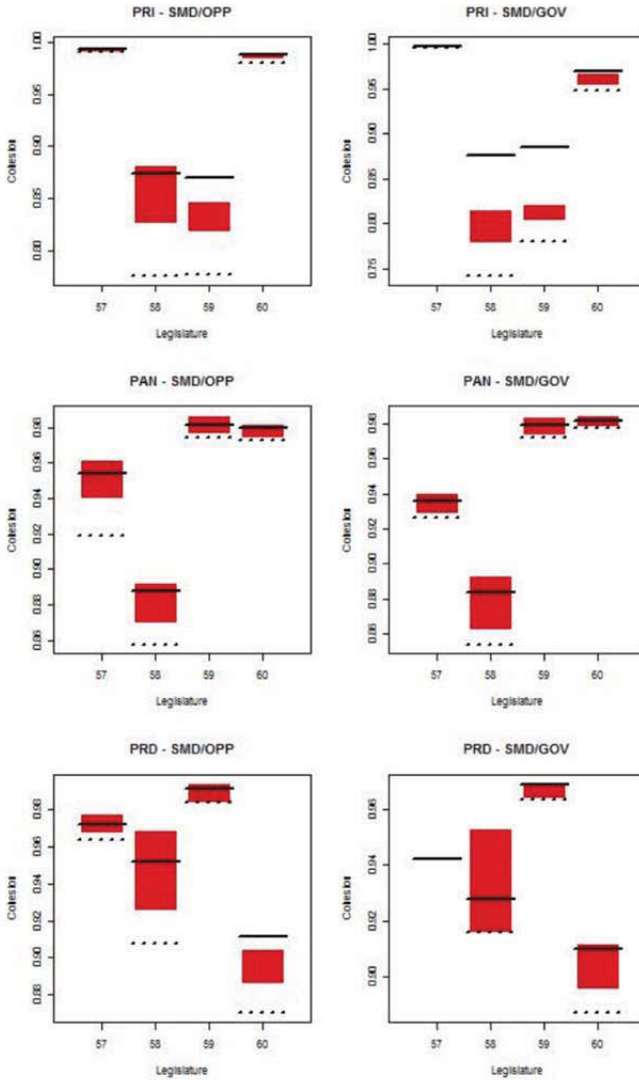 PRI - SMD/OPP
Cohesion
1.00
0.95
0.90
0.85
0.80
57 58 59 60
Legislature
PRI - SMD/GOV
Cohesion
1.00
0.95
0.90
0.85
0.80
0.75
57 58 59 60
Legislature
PAN - SMD/OPP
Cohesion
0.98
0.96
0.94
0.92
0.90
0.88
0.86
57 58 59 60
Legislature
PAN - SMD/GOV
Cohesion
0.98
0.96
0.94
0.92
0.90
0.88
0.86
57 58 59 60
Legislature
PRD - SMD/OPP
Cohesion
0.98
0.96
0.94
0.92
0.90
0.88
57 58 59 60
Legislature
PRD - SMD/GOV
Cohesion
0.96
0.94
0.92
0.90
57 58 59 60
Legislature